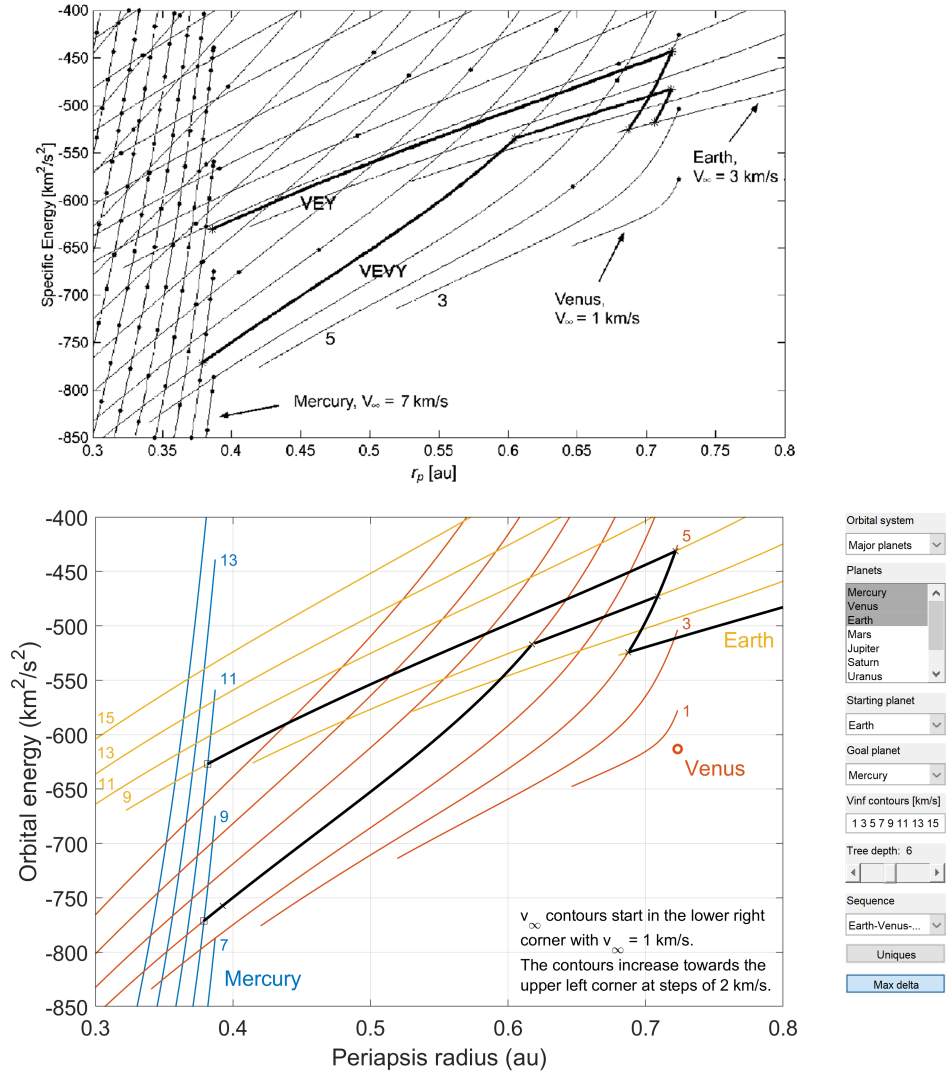 -400
-450
-500
-550
-600
-650
-700
-750
-800
-850
Specific Energy [km²/s²]
0.3
0.35
0.4
0.45
0.5
0.55
0.6
0.65
0.7
0.75
0.8
r_p [au]
VEY
VEVY
3
5
Earth,
V∞ = 3 km/s
Venus,
V∞ = 1 km/s
Mercury, V∞ = 7 km/s
-400
-450
-500
-550
-600
-650
-700
-750
-800
-850
Orbital energy (km²/s²)
0.3
0.4
0.5
0.6
0.7
0.8
Periapsis radius (au)
13
11
9
7
Mercury
15
13
11
9
Earth
5
3
1
Venus
v∞ contours start in the lower right
corner with v∞ = 1 km/s.
The contours increase towards the
upper left corner at steps of 2 km/s.
Orbital system
Major planets
Planets
Mercury
Venus
Earth
Mars
Jupiter
Saturn
Uranus
Starting planet
Earth
Goal planet
Mercury
Vinf contours [km/s]
1 3 5 7 9 11 13 15
Tree depth: 6
Sequence
Earth-Venus-...
Uniques
Max delta